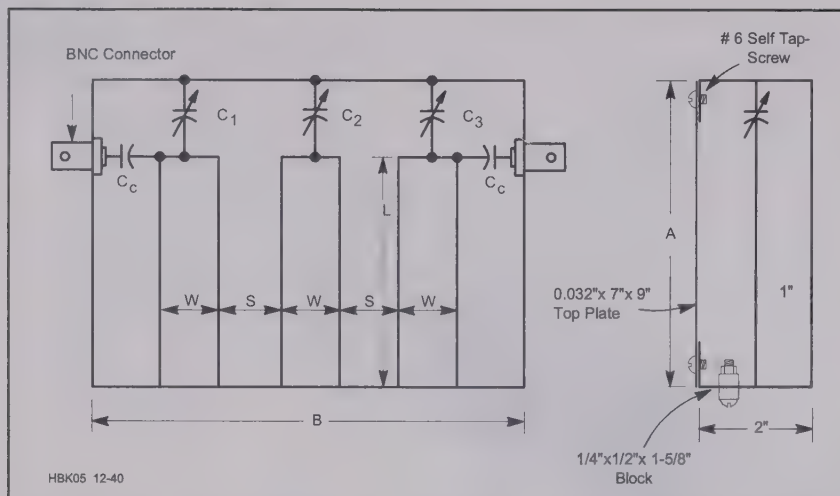 BNC Connector
# 6 Self Tap-
Screw
C1
C2
C3
Cc
Cc
L
A
W
S
W
S
W
0.032"x 7"x 9"
Top Plate
1"
B
2"
1/4"x1/2"x 1-5/8"
Block
HBK05 12-40